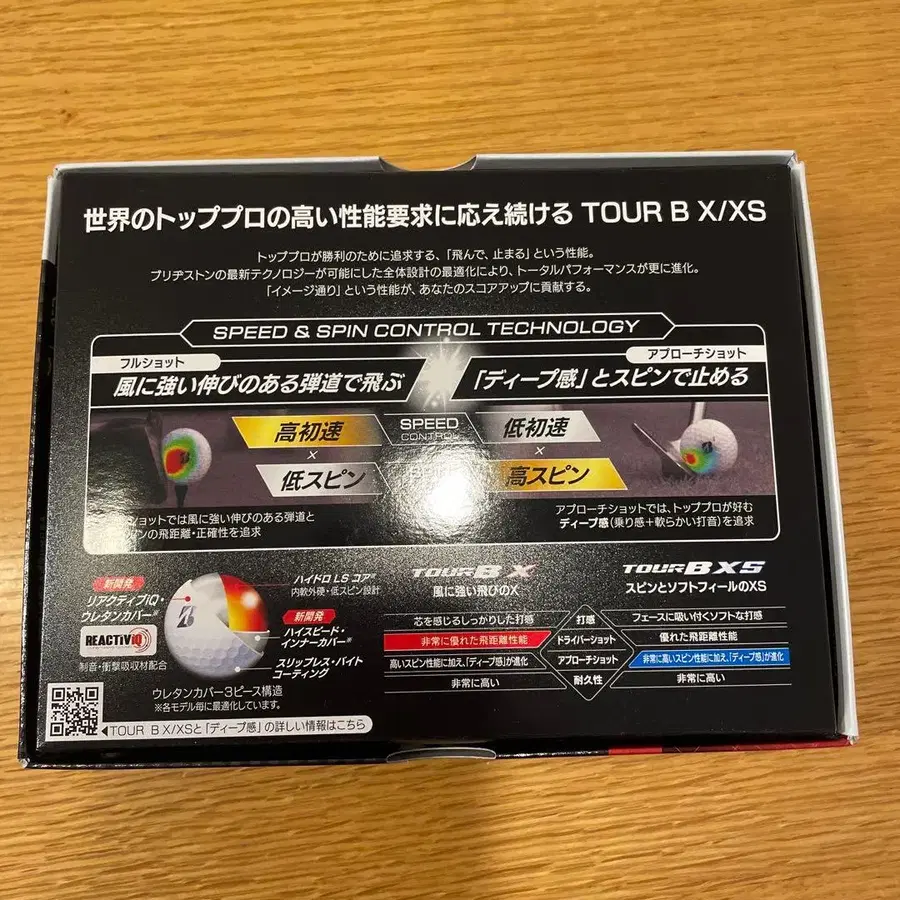 世界のトッププロの高い性能要求に応え続ける TOUR B X/XS
トッププロが勝利のために追求する、「飛んで、止まる」という性能。
ブリヂストンの最新テクノロジーが可能にした全体設計の最適化により、トータルパフォーマンスが更に進化。
「イメージ通り」という性能が、あなたのスコアアップに貢献する。
SPEED & SPIN CONTROL TECHNOLOGY
フルショット
風に強い伸びのある弾道で飛ぶ
アプローチショット
「ディープ感」とスピンで止める
高初速 SPEED 低初速
× CONTROL ×
低スピン 高スピン
ショットでは風に強い伸びのある弾道と
の飛距離・正確性を追求
アプローチショットでは、トッププロが好む
ディープ感(乗り感+軟らかい打音)を追求
新開発
リアクティブiQ・
ウレタンカバー※
REACTiV iQ
制音・衝撃吸収材配合
ハイドロ LS コア※
内軟外硬・低スピン設計
新開発
ハイスピード・
インナーカバー※
スリップレス・バイト
コーティング
B
ウレタンカバー3ピース構造
※各モデル毎に最適化しています。
◀TOUR B X/XSと「ディープ感」の詳しい情報はこちら
TOUR B X
風に強い飛びのX
TOUR B XS
スピンとソフトフィールのXS
芯を感じるしっかりした打感 打感 フェースに吸い付くソフトな打感
非常に優れた飛距離性能 ドライバーショット 優れた飛距離性能
高いスピン性能に加え、「ディープ感」が進化 アプローチショット 非常に高いスピン性能に加え、「ディープ感」が進化
非常に高い 耐久性 非常に高い